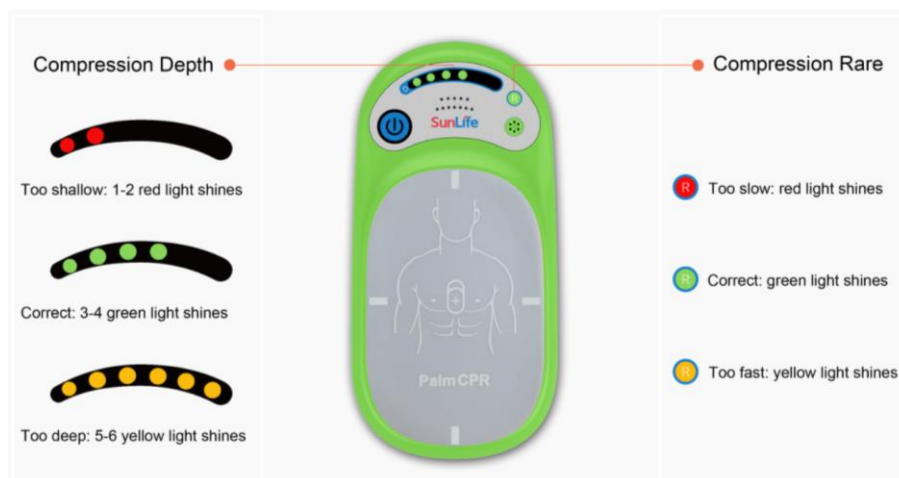 Compression Depth
Too shallow: 1-2 red light shines
Correct: 3-4 green light shines
Too deep: 5-6 yellow light shines
R
SunLife
PalmCPR
Compression Rare
R
Too slow: red light shines
R
Correct: green light shines
R
Too fast: yellow light shines